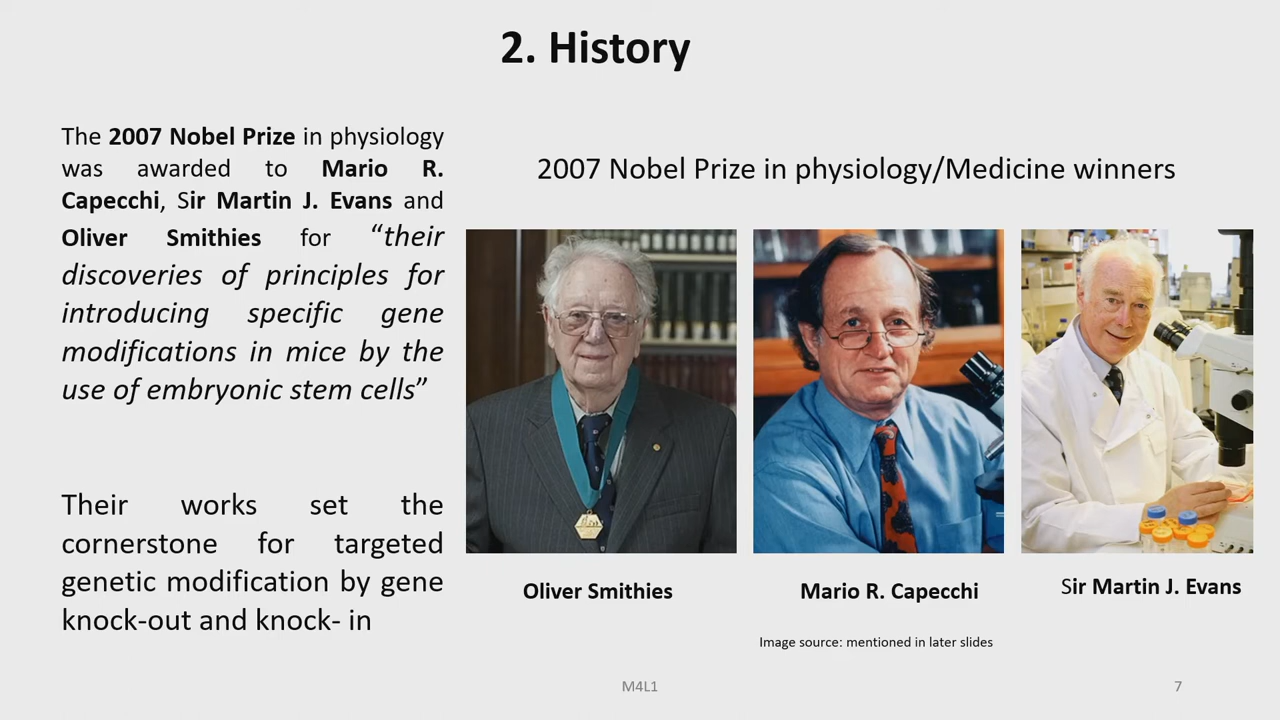 2. History
The 2007 Nobel Prize in physiology
was awarded to Mario R.
Capecchi, Sir Martin J. Evans and
Oliver Smithies for “their
discoveries of principles for
introducing specific gene
modifications in mice by the
use of embryonic stem cells”
Their works set the
cornerstone for targeted
genetic modification by gene
knock-out and knock- in
2007 Nobel Prize in physiology/Medicine winners
Oliver Smithies
Mario R. Capecchi
Sir Martin J. Evans
Image source: mentioned in later slides
M4L1
7